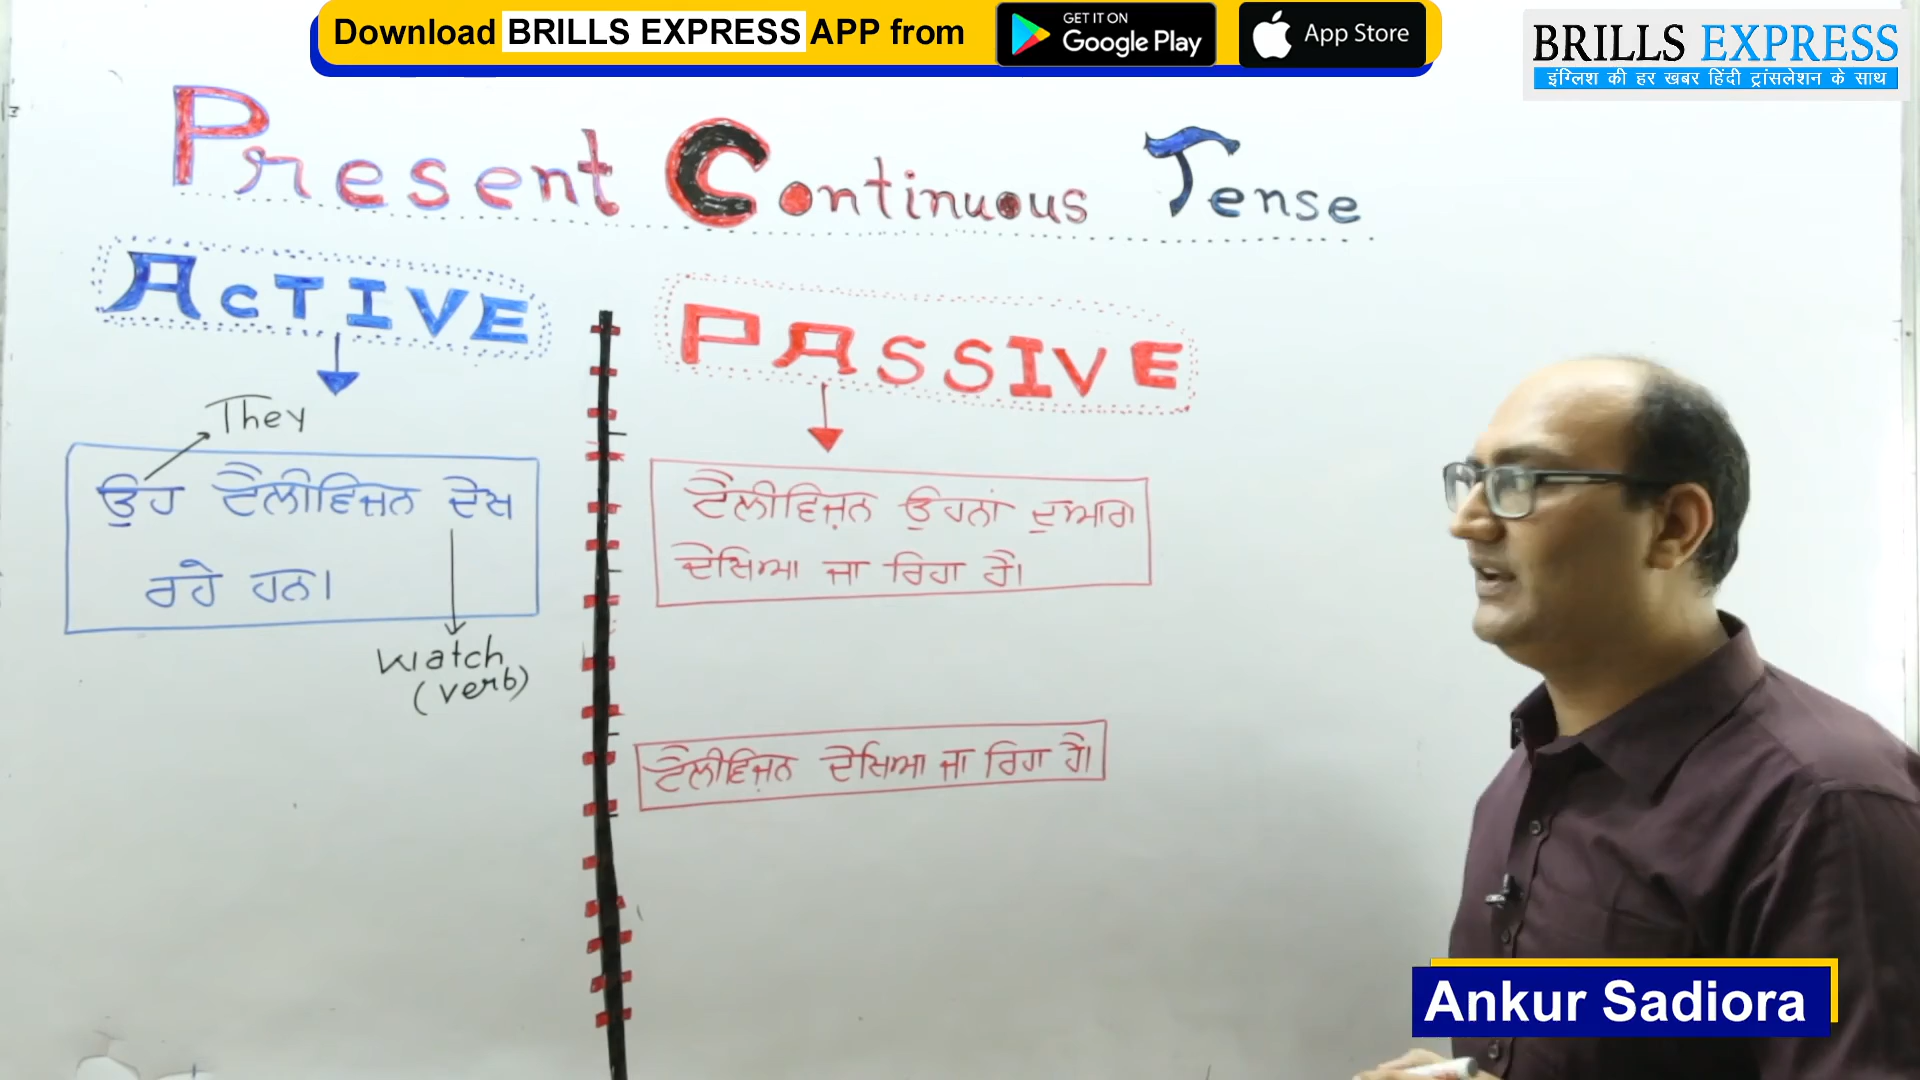 Download BRILLS EXPRESS APP from
GET IT ON
Google Play
App Store
BRILLS EXPRESS
इंग्लिश की हर खबर हिंदी ट्रांसलेशन के साथ
Present Continuous Tense
ACTIVE
They
ਉਹ ਟੈਲੀਵਿਜ਼ਨ ਦੇਖ
ਰਹੇ ਹਨ।
watch
(verb)
PASSIVE
ਟੈਲੀਵਿਜ਼ਨ ਉਹਨਾਂ ਦੁਆਰਾ
ਦੇਖਿਆ ਜਾ ਰਿਹਾ ਹੈ।
ਟੈਲੀਵਿਜ਼ਨ ਦੇਖਿਆ ਜਾ ਰਿਹਾ ਹੈ।
Ankur Sadiora